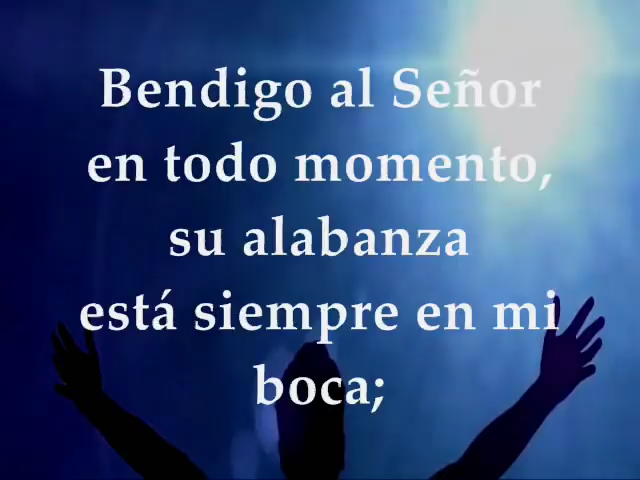 Bendigo al Señor
en todo momento,
su alabanza
está siempre en mi
boca;